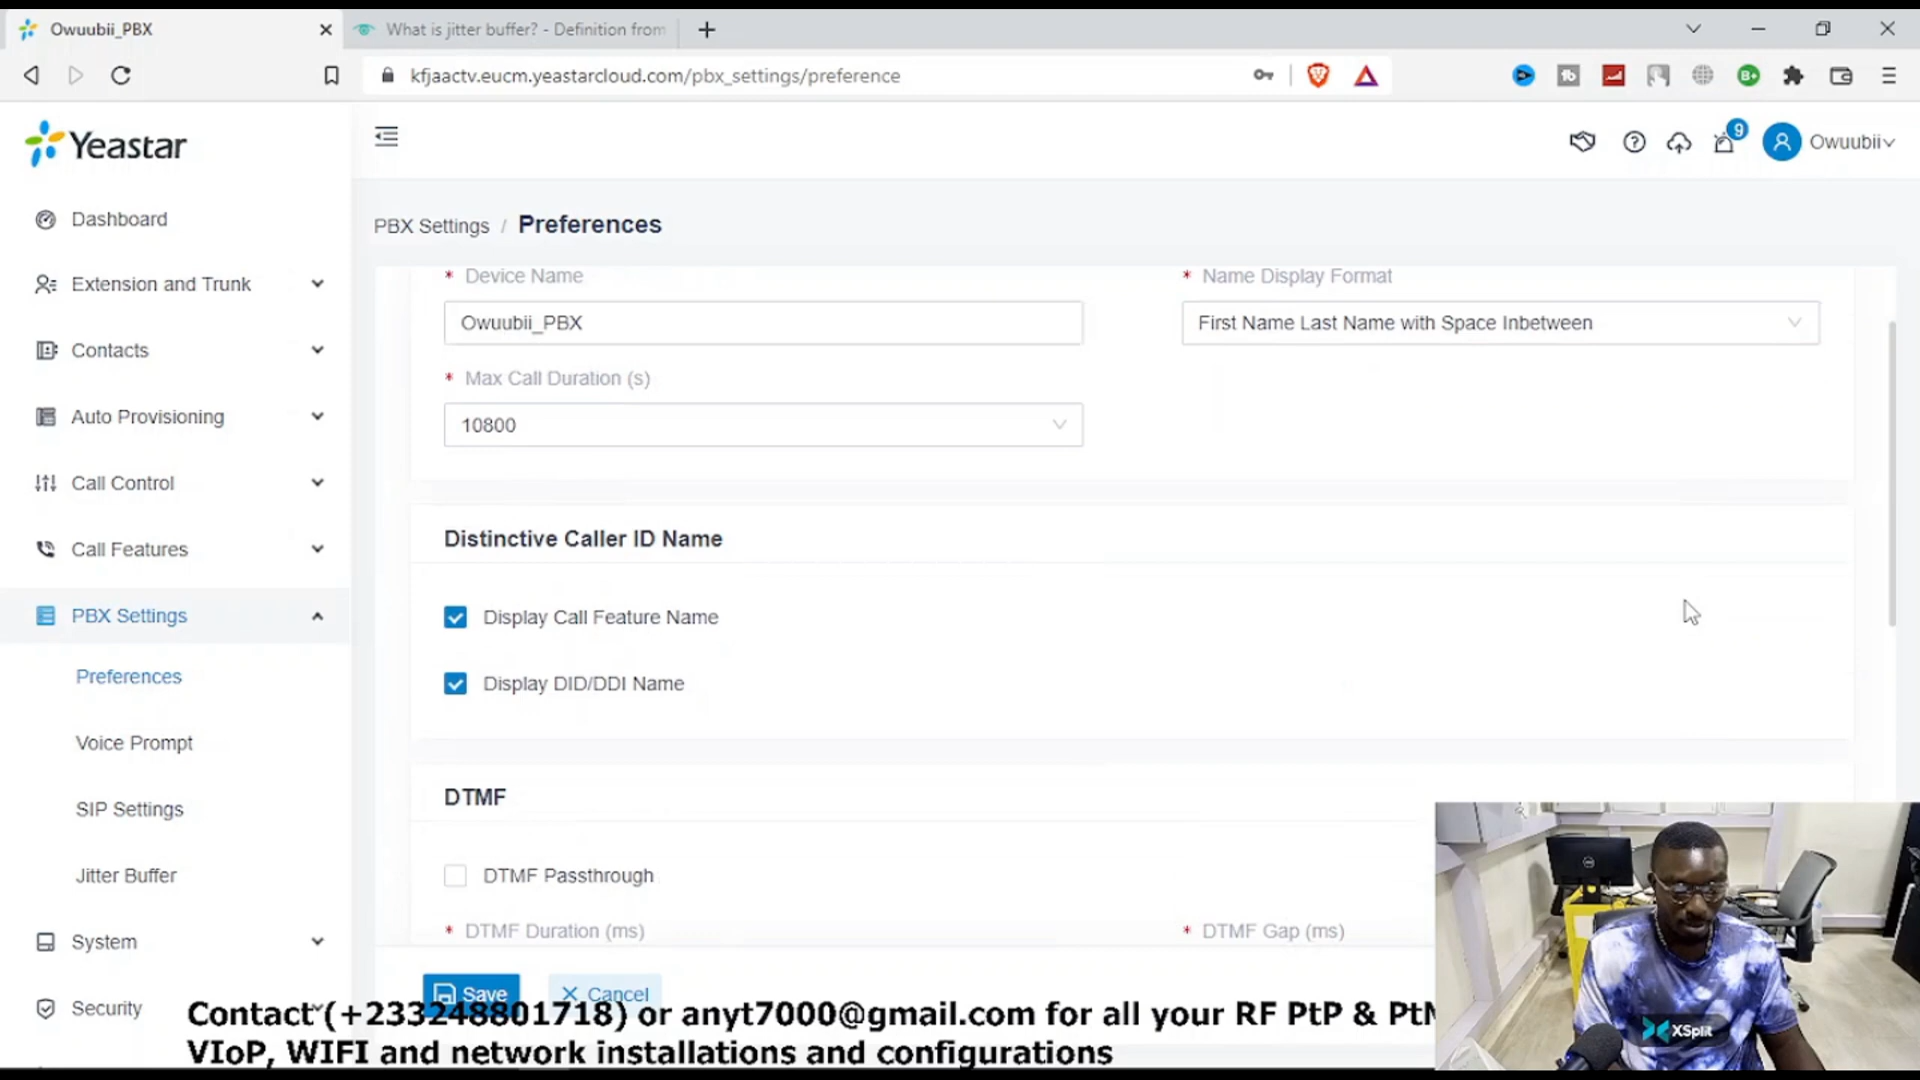 Owuubii_PBX
What is jitter buffer? - Definition from
kfjaactv.eucm.yeastarcloud.com/pbx_settings/preference
Yeastar
9
Owuubii
Dashboard
Extension and Trunk
Contacts
Auto Provisioning
Call Control
Call Features
PBX Settings
Preferences
Voice Prompt
SIP Settings
Jitter Buffer
System
Security
PBX Settings / Preferences
* Device Name
Owuubii_PBX
* Name Display Format
First Name Last Name with Space Inbetween
* Max Call Duration (s)
10800
Distinctive Caller ID Name
Display Call Feature Name
Display DID/DDI Name
DTMF
DTMF Passthrough
* DTMF Duration (ms)
* DTMF Gap (ms)
Save
Cancel
Contact (+233248801718) or anyt7000@gmail.com for all your RF PtP &
VIoP, WIFI and network installations and configurations
XSplit